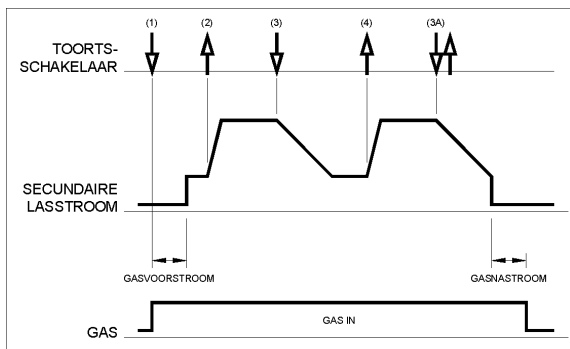 (1) (2) (3) (4) (3A)
TOORTS-
SCHAKELAAR
SECUNDAIRE
LASSTROOM
GASVOORSTROOM GASNASTROOM
GAS IN
GAS